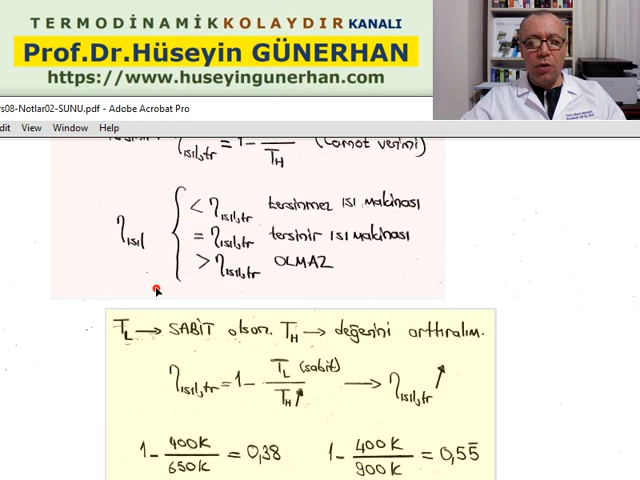 TERMODİNAMİKKOLAYDIR KANALI
Prof.Dr.Hüseyin GÜNERHAN
https://www.huseyingunerhan.com
s08-Notlar02-SUNU.pdf - Adobe Acrobat Pro
dit View Window Help
η ısıl,tr = 1 - / T_H (Carnot verimi)
< η ısıl,tr tersinmez ısı makinası
η ısıl { = η ısıl,tr tersinir ısı makinası
> η ısıl,tr OLMAZ
T_L → SABİT olsun. T_H → değerini arttıralım.
η ısıl,tr = 1 - T_L (sabit) / T_H ↑ → η ısıl,tr ↑
1 - 400K / 650K = 0,38 1 - 400K / 900K = 0,55̄